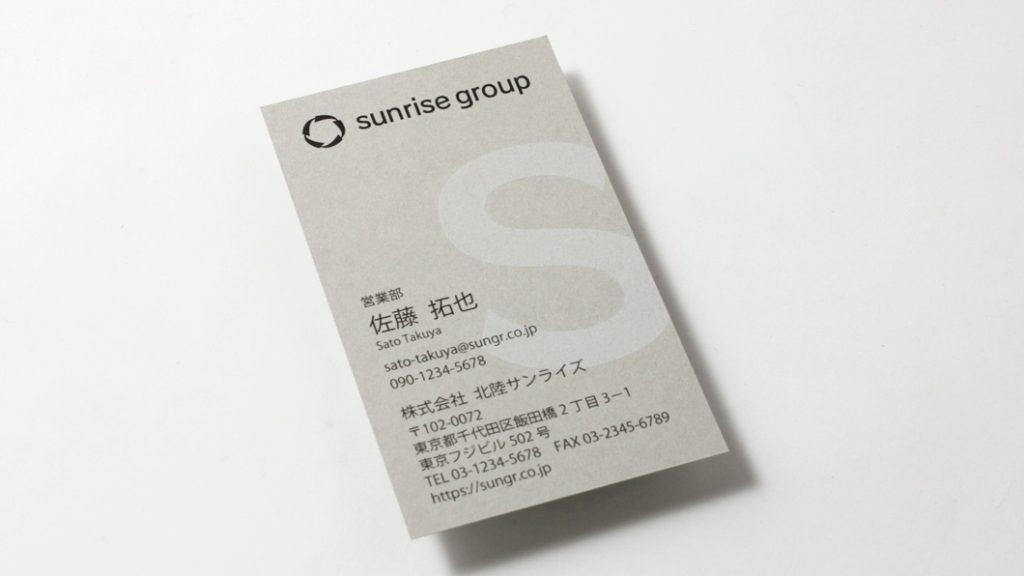 sunrise group
S
営業部
佐藤 拓也
Sato Takuya
sato-takuya@sungr.co.jp
090-1234-5678
株式会社 北陸サンライズ
〒102-0072
東京都千代田区飯田橋 2 丁目 3−1
東京フジビル 502 号
TEL 03-1234-5678 FAX 03-2345-6789
https://sungr.co.jp